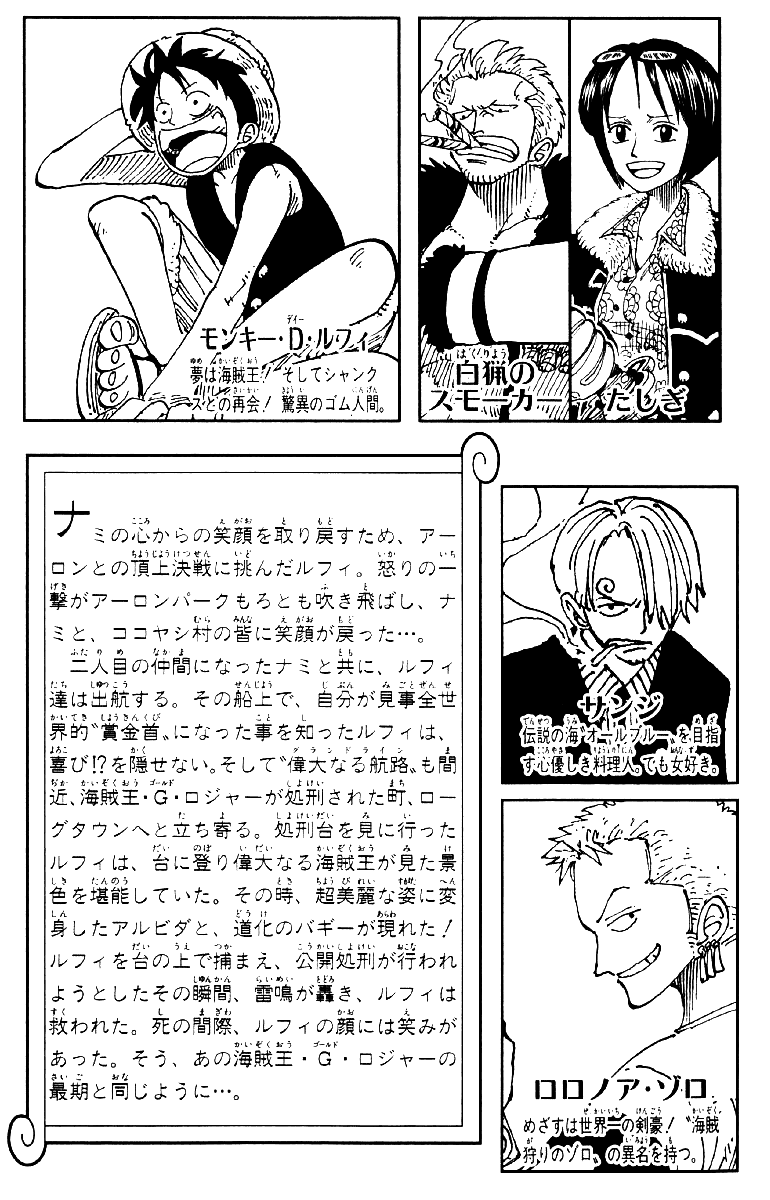 モンキー・D・ルフィ
夢は海賊王! そしてシャンク
スとの再会! 驚異のゴム人間。
白猟の
スモーカー
たしぎ
ナミの心からの笑顔を取り戻すため、アー
ロンとの頂上決戦に挑んだルフィ。怒りの一
撃がアーロンパークもろとも吹き飛ばし、ナ
ミと、ココヤシ村の皆に笑顔が戻った…。
二人目の仲間になったナミと共に、ルフィ
達は出航する。その船上で、自分が見事全世
界的〝賞金首〟になった事を知ったルフィは、
喜び!?を隠せない。そして〝偉大なる航路〟も間
近、海賊王・G・ロジャーが処刑された町、ロー
グタウンへと立ち寄る。処刑台を見に行った
ルフィは、台に登り偉大なる海賊王が見た景
色を堪能していた。その時、超美麗な姿に変
身したアルビダと、道化のバギーが現れた!
ルフィを台の上で捕まえ、公開処刑が行われ
ようとしたその瞬間、雷鳴が轟き、ルフィは
救われた。死の間際、ルフィの顔には笑みが
あった。そう、あの海賊王・G・ロジャーの
最期と同じように…。
サンジ
伝説の海〝オールブルー〟を目指
す心優しき料理人。でも女好き。
ロロノア・ゾロ
めざすは世界一の剣豪! 〝海賊
狩りのゾロ〟の異名を持つ。